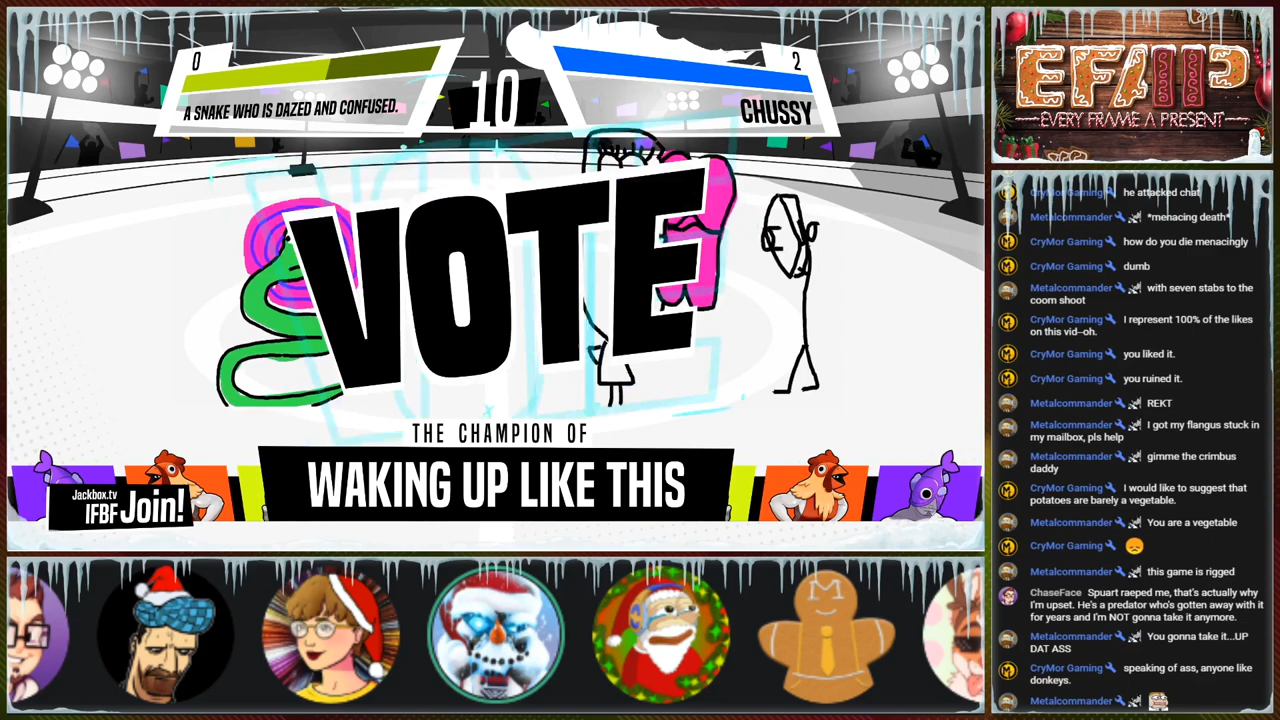 0
A SNAKE WHO IS DAZED AND CONFUSED.
10
2
CHUSSY
VOTE
THE CHAMPION OF
WAKING UP LIKE THIS
Jackbox.tv
IFBF Join!
EFAP
EVERY FRAME A PRESENT
CryMor Gaming he attacked chat
Metalcommander *menacing death*
CryMor Gaming how do you die menacingly
CryMor Gaming dumb
Metalcommander with seven stabs to the
coom shoot
CryMor Gaming I represent 100% of the likes
on this vid--oh.
CryMor Gaming you liked it.
CryMor Gaming you ruined it.
Metalcommander REKT
Metalcommander I got my flangus stuck in
my mailbox, pls help
Metalcommander gimme the crimbus
daddy
CryMor Gaming I would like to suggest that
potatoes are barely a vegetable.
Metalcommander You are a vegetable
CryMor Gaming
Metalcommander this game is rigged
ChaseFace Spuart raeped me, that's actually why
I'm upset. He's a predator who's gotten away with it
for years and I'm NOT gonna take it anymore.
Metalcommander You gonna take it...UP
DAT ASS
CryMor Gaming speaking of ass, anyone like
donkeys.
Metalcommander
M